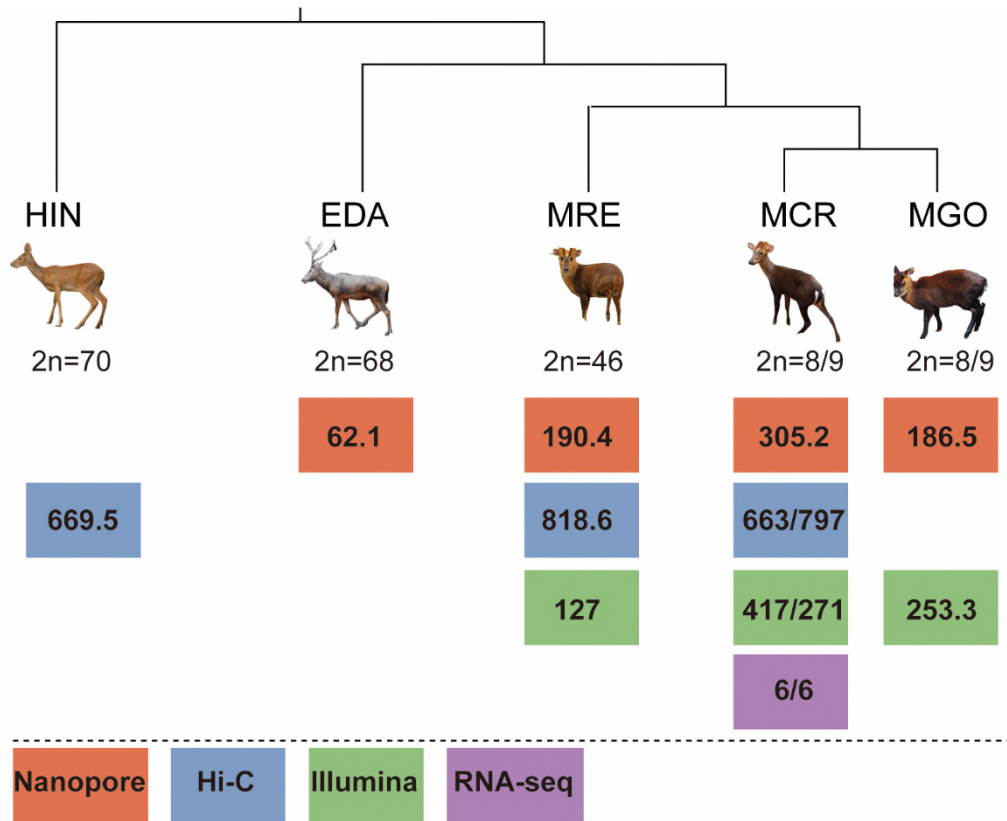 HIN EDA MRE MCR MGO
2n=70 2n=68 2n=46 2n=8/9 2n=8/9
62.1 190.4 305.2 186.5
669.5 818.6 663/797
127 417/271 253.3
6/6
Nanopore Hi-C Illumina RNA-seq